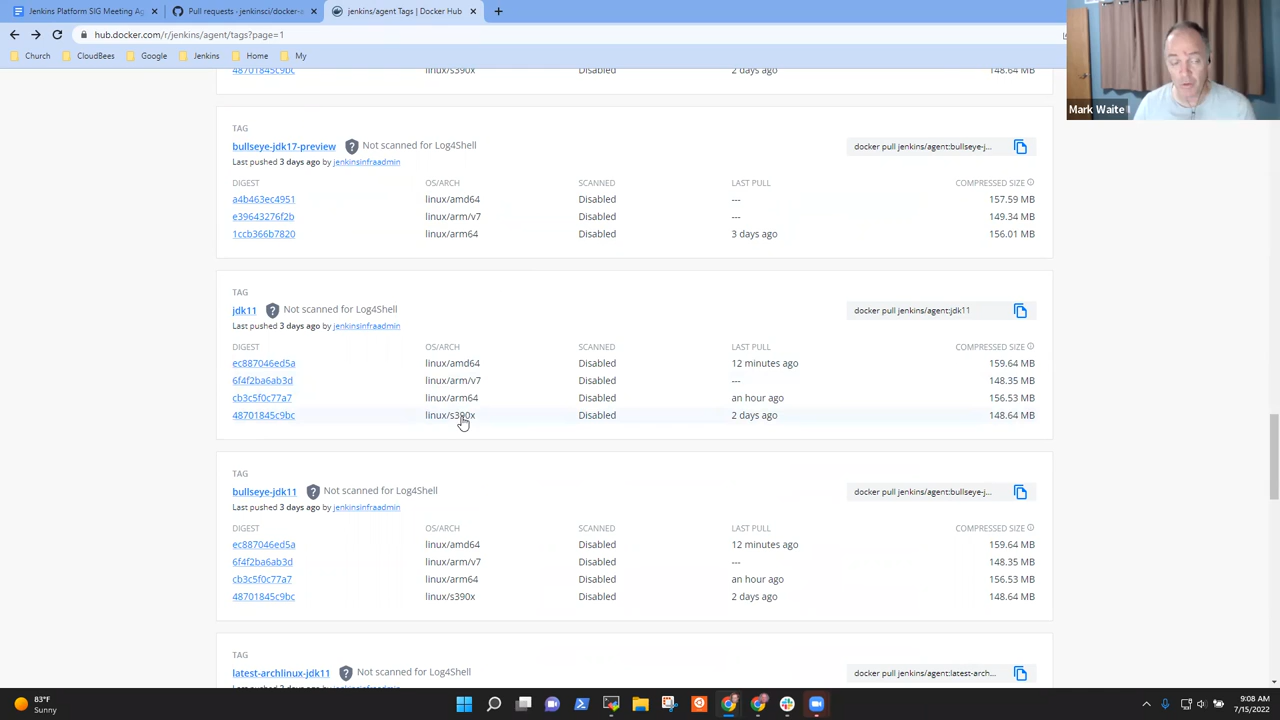 Jenkins Platform SIG Meeting Ag
Pull requests · jenkinsci/docker-a
jenkins/agent Tags | Docker Hub
hub.docker.com/r/jenkins/agent/tags?page=1
Church CloudBees Google Jenkins Home My
Mark Waite
48701845c9bc linux/s390x Disabled 2 days ago 148.64 MB
TAG
bullseye-jdk17-preview Not scanned for Log4Shell docker pull jenkins/agent:bullseye-j...
Last pushed 3 days ago by jenkinsinfraadmin
DIGEST OS/ARCH SCANNED LAST PULL COMPRESSED SIZE
a4b463ec4951 linux/amd64 Disabled --- 157.59 MB
e39643276f2b linux/arm/v7 Disabled --- 149.34 MB
1ccb366b7820 linux/arm64 Disabled 3 days ago 156.01 MB
TAG
jdk11 Not scanned for Log4Shell docker pull jenkins/agent:jdk11
Last pushed 3 days ago by jenkinsinfraadmin
DIGEST OS/ARCH SCANNED LAST PULL COMPRESSED SIZE
ec887046ed5a linux/amd64 Disabled 12 minutes ago 159.64 MB
6f4f2ba6ab3d linux/arm/v7 Disabled --- 148.35 MB
cb3c5f0c77a7 linux/arm64 Disabled an hour ago 156.53 MB
48701845c9bc linux/s390x Disabled 2 days ago 148.64 MB
TAG
bullseye-jdk11 Not scanned for Log4Shell docker pull jenkins/agent:bullseye-j...
Last pushed 3 days ago by jenkinsinfraadmin
DIGEST OS/ARCH SCANNED LAST PULL COMPRESSED SIZE
ec887046ed5a linux/amd64 Disabled 12 minutes ago 159.64 MB
6f4f2ba6ab3d linux/arm/v7 Disabled --- 148.35 MB
cb3c5f0c77a7 linux/arm64 Disabled an hour ago 156.53 MB
48701845c9bc linux/s390x Disabled 2 days ago 148.64 MB
TAG
latest-archlinux-jdk11 Not scanned for Log4Shell docker pull jenkins/agent:latest-arch...
Last pushed 3 days ago by jenkinsinfraadmin
83°F
Sunny
9:08 AM
7/15/2022